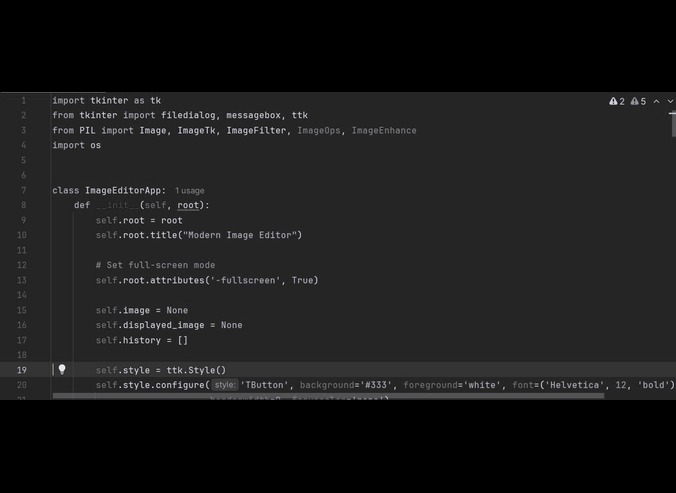 1 import tkinter as tk
2 5
2 from tkinter import filedialog, messagebox, ttk
3 from PIL import Image, ImageTk, ImageFilter, ImageOps, ImageEnhance
4 import os
5
6
7 class ImageEditorApp: 1 usage
8 def __init__(self, root):
9 self.root = root
10 self.root.title("Modern Image Editor")
11
12 # Set full-screen mode
13 self.root.attributes('-fullscreen', True)
14
15 self.image = None
16 self.displayed_image = None
17 self.history = []
18
19 self.style = ttk.Style()
20 self.style.configure( style: 'TButton', background='#333', foreground='white', font=('Helvetica', 12, 'bold')